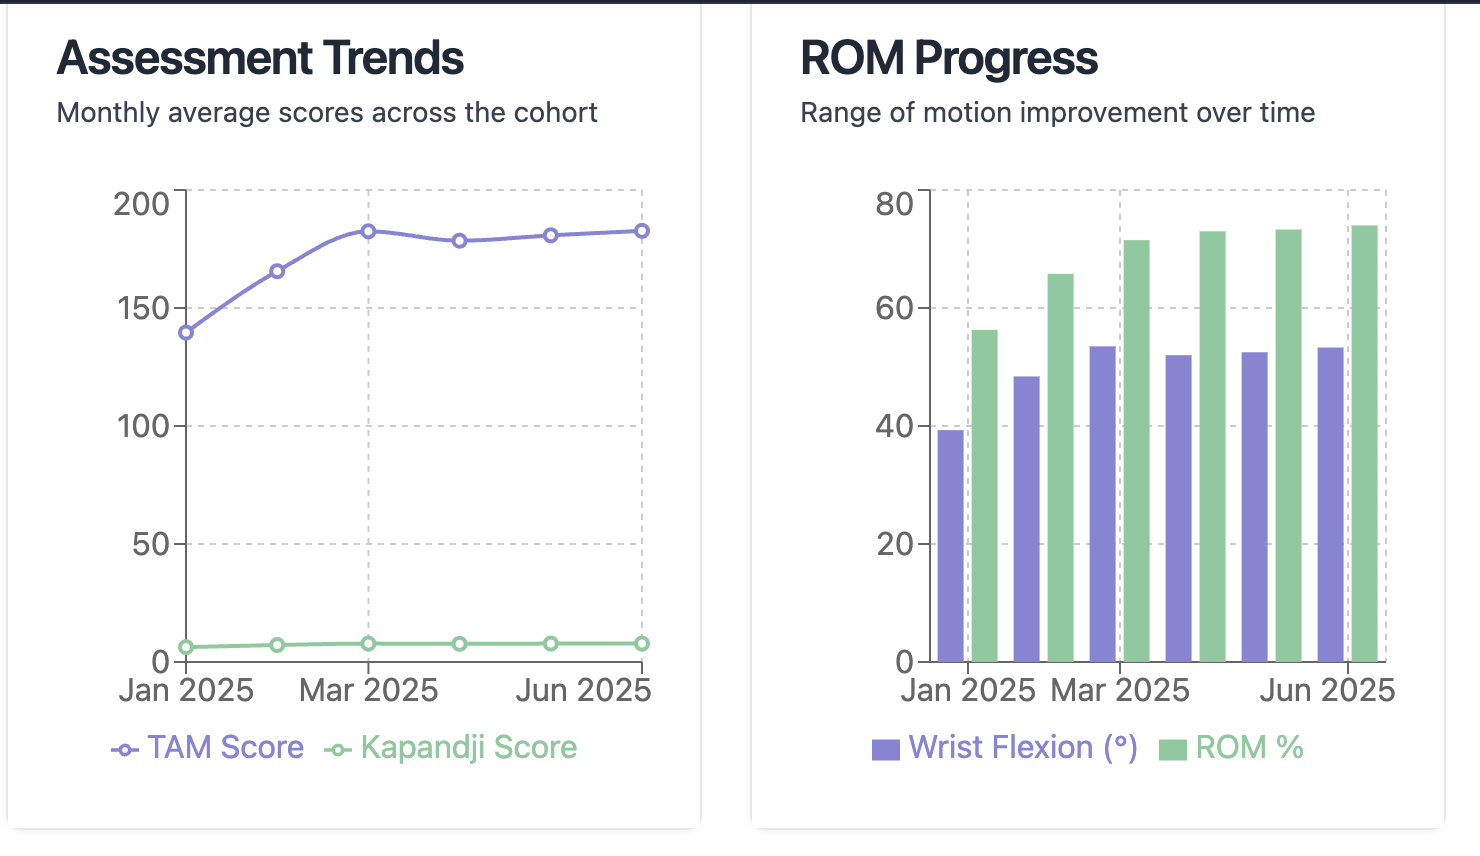 Assessment Trends
Monthly average scores across the cohort
200
150
100
50
0
Jan 2025 Mar 2025 Jun 2025
TAM Score Kapandji Score
ROM Progress
Range of motion improvement over time
80
60
40
20
0
Jan 2025 Mar 2025 Jun 2025
Wrist Flexion (°) ROM %